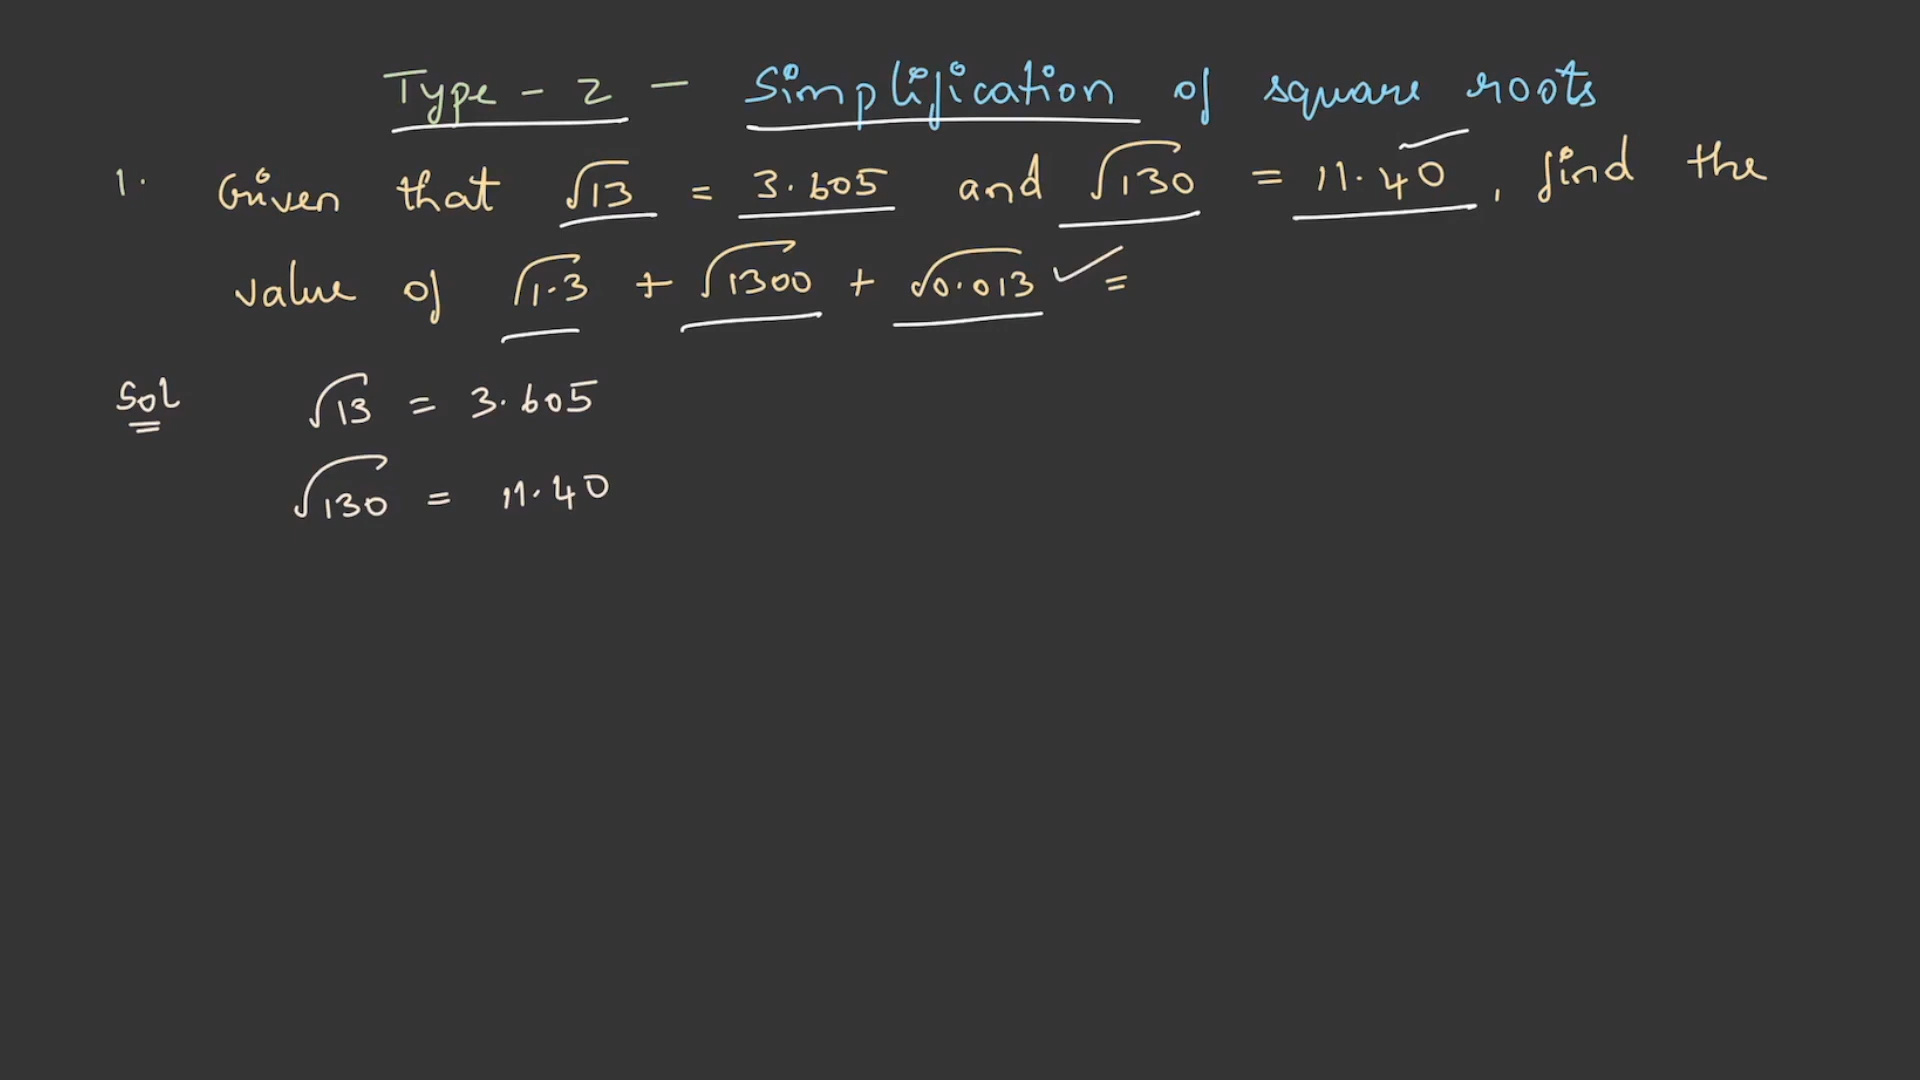 Type - 2 - Simplification of square roots
1. Given that √13 = 3.605 and √130 = 11.40, find the
value of √1.3 + √1300 + √0.013 ✓ =
Sol √13 = 3.605
√130 = 11.40